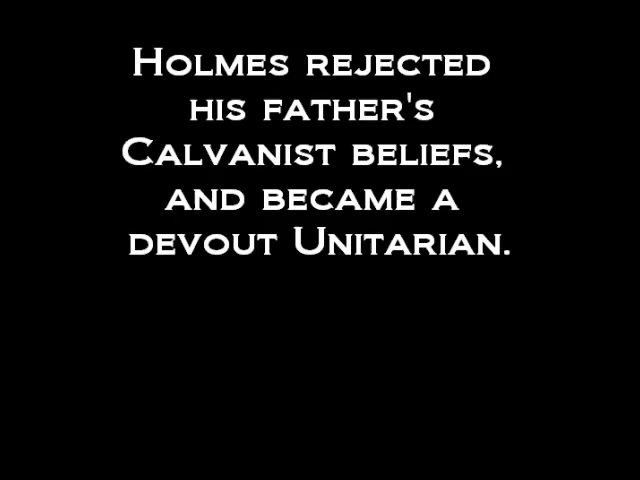 Holmes rejected
his father's
Calvanist beliefs,
and became a
devout Unitarian.